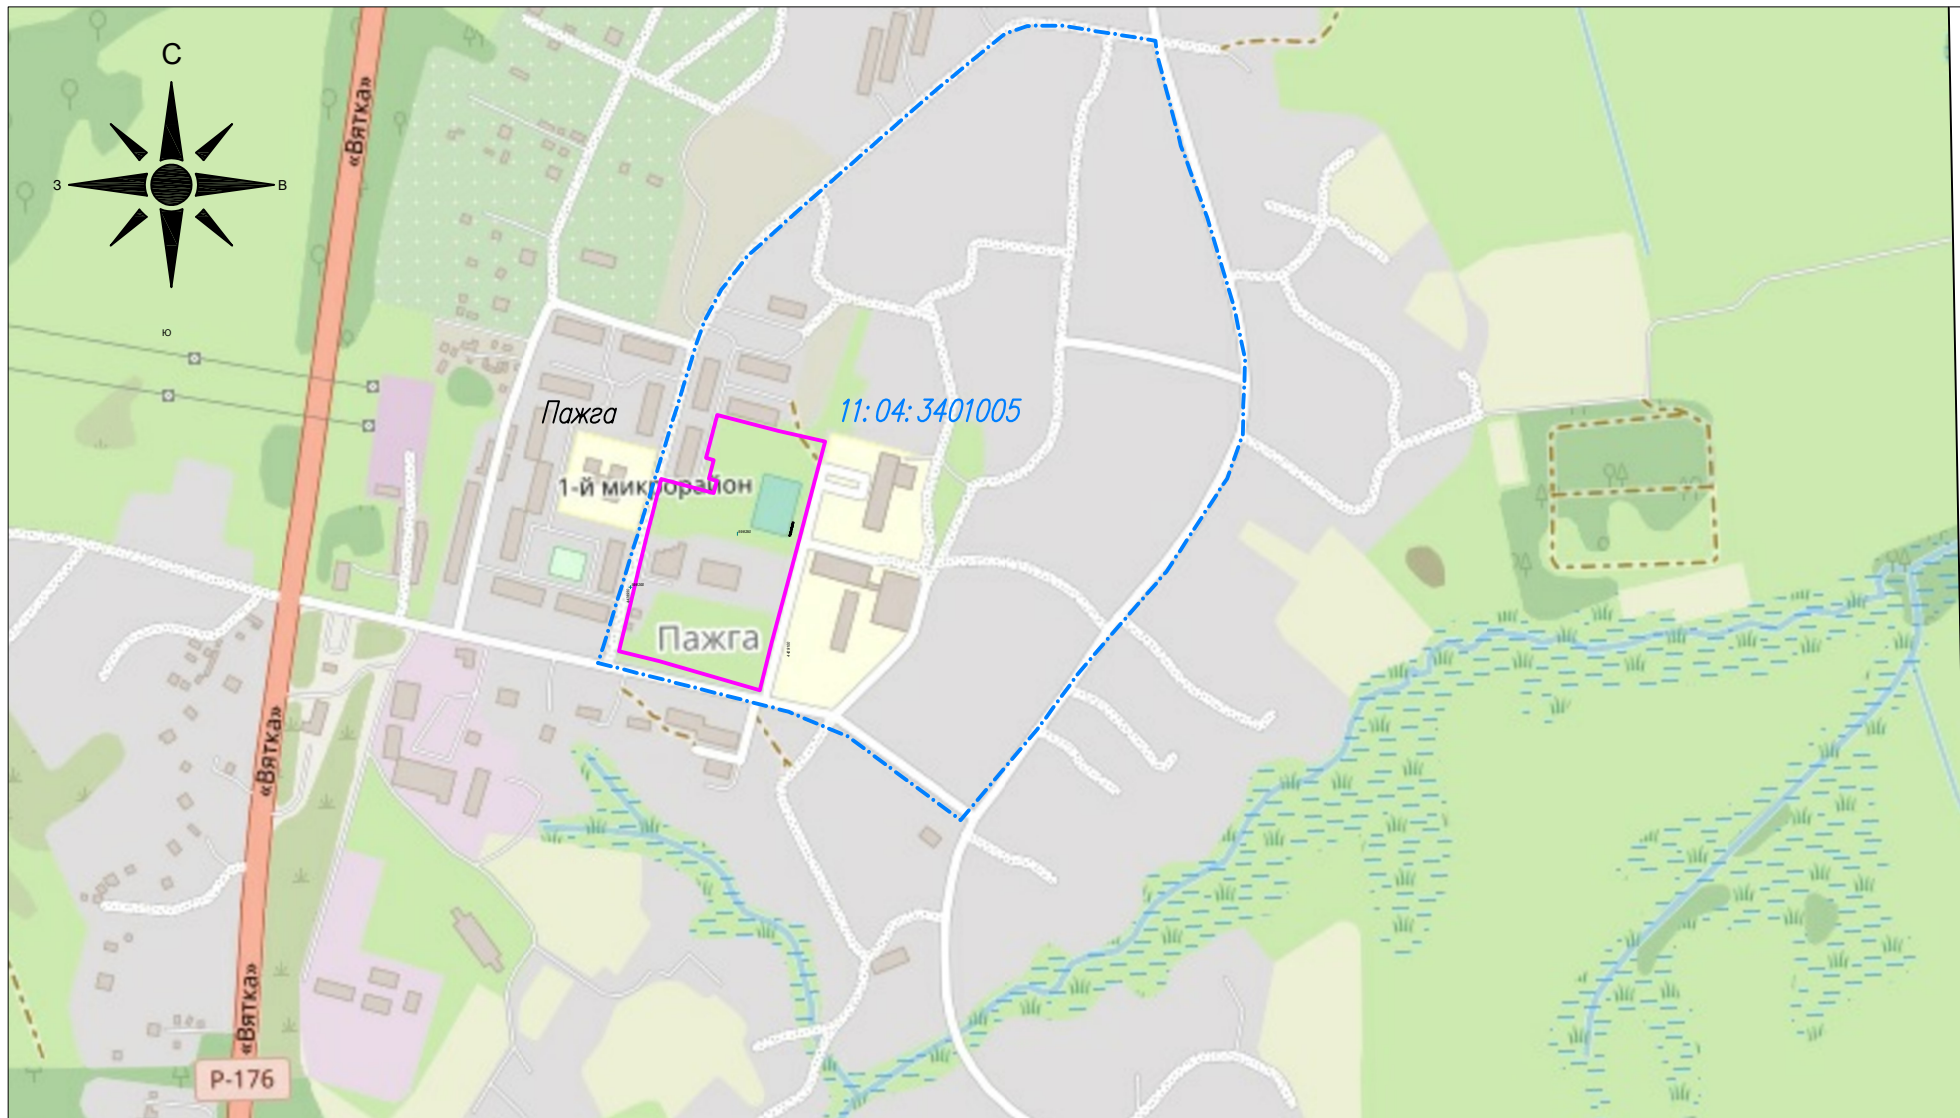 С
З
В
Ю
«Вятка»
Пажга
11:04:3401005
1-й микрорайон
Пажга
«Вятка»
«Вятка»
Р-176